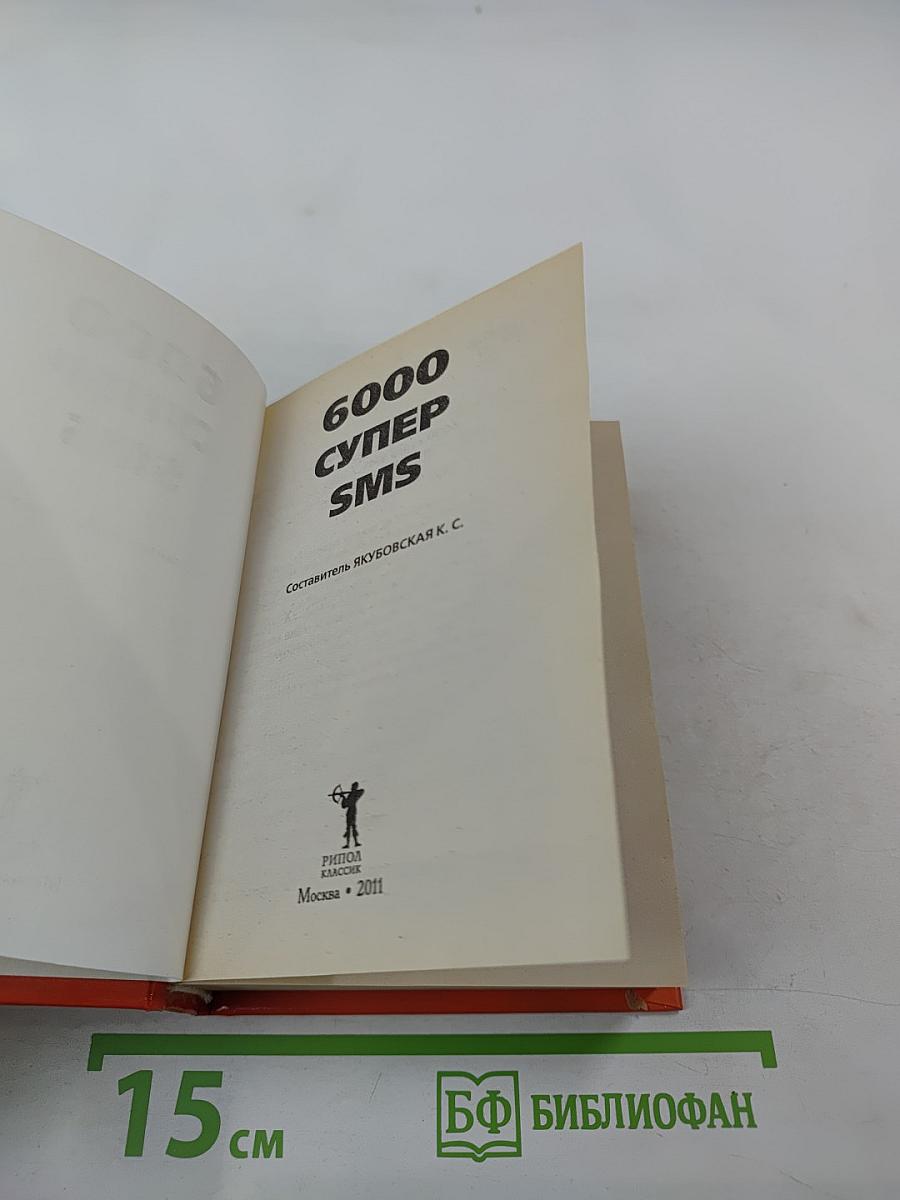 6000
СУПЕР
SMS
Составитель ЯКУБОВСКАЯ К. С.
РИПОЛ
КЛАССИК
Москва • 2011
15 см
БФ БИБЛИОФАН